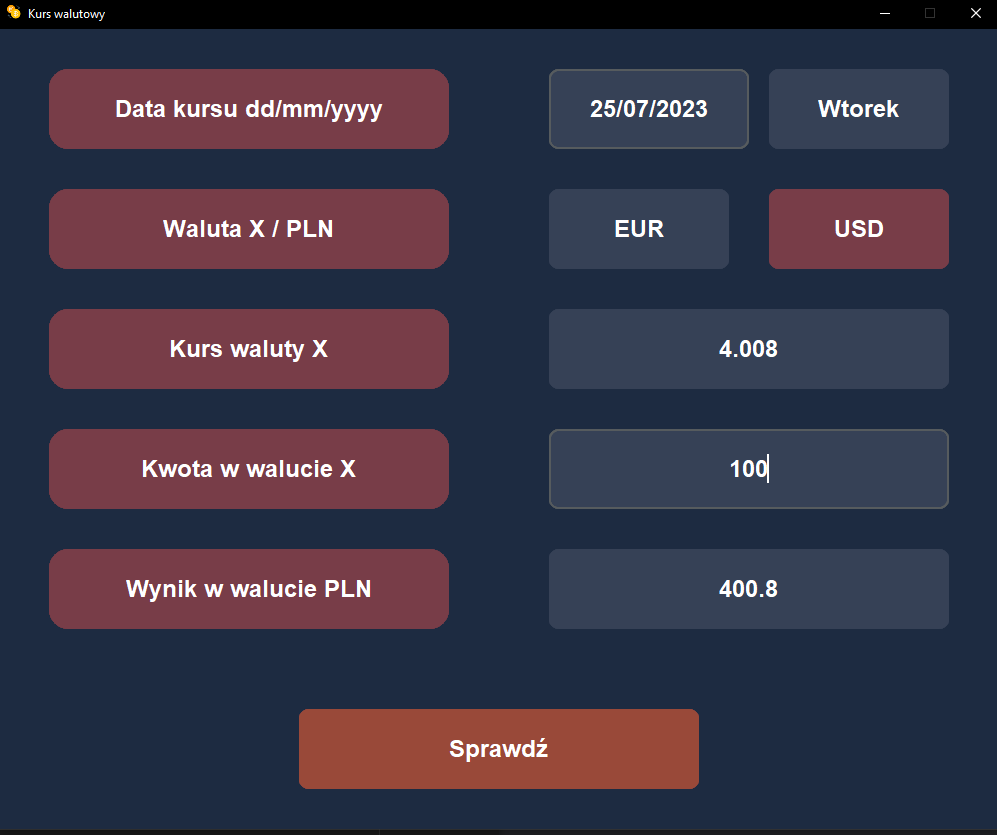 Kurs walutowy
Data kursu dd/mm/yyyy
25/07/2023
Wtorek
Waluta X / PLN
EUR
USD
Kurs waluty X
4.008
Kwota w walucie X
100
Wynik w walucie PLN
400.8
Sprawdź